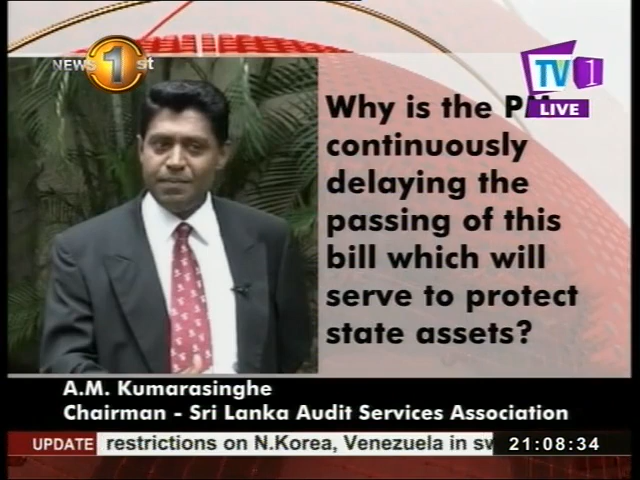 NEWS 1st
TV 1
LIVE
Why is the
continuously
delaying the
passing of this
bill which will
serve to protect
state assets?
A.M. Kumarasinghe
Chairman - Sri Lanka Audit Services Association
UPDATE restrictions on N.Korea, Venezuela in 21:08:34